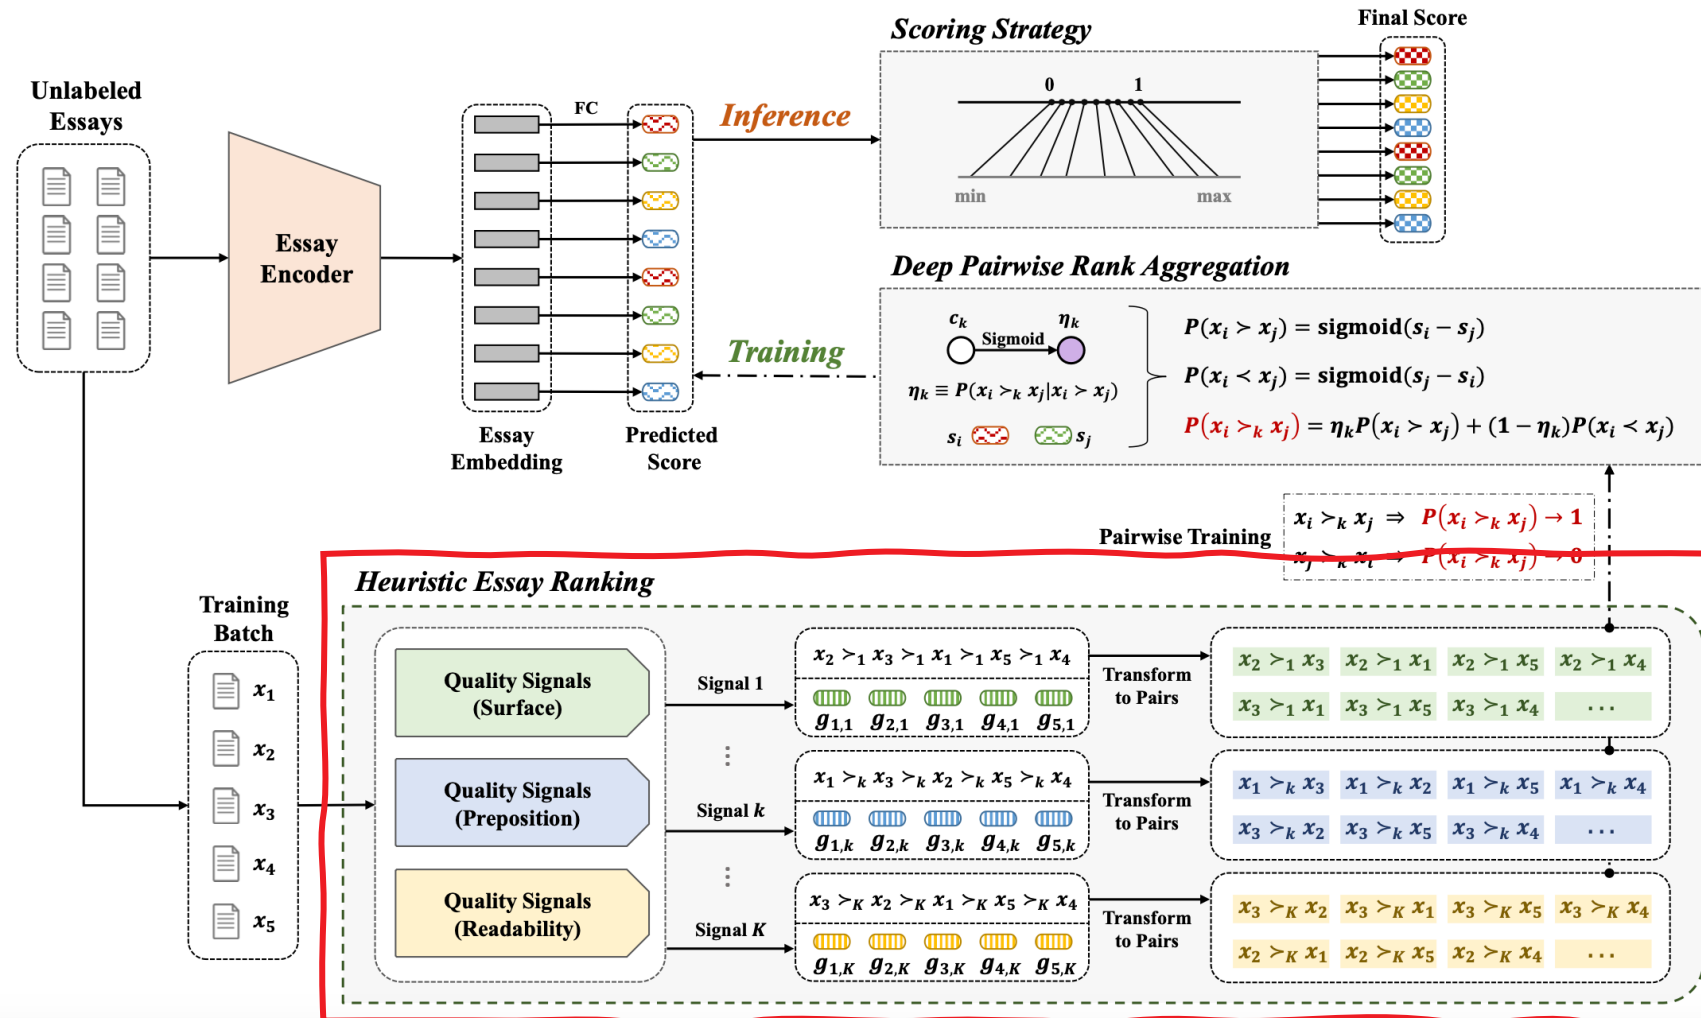 Unlabeled
Essays
Essay
Encoder
FC
Essay
Embedding
Predicted
Score
Inference
Training
Scoring Strategy
0 1
min max
Final Score
Deep Pairwise Rank Aggregation
c_k η_k
Sigmoid
η_k ≡ P(x_i ≻_k x_j|x_i ≻ x_j)
s_i s_j
P(x_i ≻ x_j) = sigmoid(s_i − s_j)
P(x_i ≺ x_j) = sigmoid(s_j − s_i)
P(x_i ≻_k x_j) = η_kP(x_i ≻ x_j) + (1 − η_k)P(x_i ≺ x_j)
Pairwise Training
x_i ≻_k x_j ⇒ P(x_i ≻_k x_j) → 1
x_j ≻_k x_i ⇒ P(x_i ≻_k x_j) → 0
Training
Batch
x_1
x_2
x_3
x_4
x_5
Heuristic Essay Ranking
Quality Signals
(Surface)
Quality Signals
(Preposition)
Quality Signals
(Readability)
Signal 1
⋮
Signal k
⋮
Signal K
x_2 ≻_1 x_3 ≻_1 x_1 ≻_1 x_5 ≻_1 x_4
g_1,1 g_2,1 g_3,1 g_4,1 g_5,1
x_1 ≻_k x_3 ≻_k x_2 ≻_k x_5 ≻_k x_4
g_1,k g_2,k g_3,k g_4,k g_5,k
x_3 ≻_K x_2 ≻_K x_1 ≻_K x_5 ≻_K x_4
g_1,K g_2,K g_3,K g_4,K g_5,K
Transform
to Pairs
Transform
to Pairs
Transform
to Pairs
x_2 ≻_1 x_3 x_2 ≻_1 x_1 x_2 ≻_1 x_5 x_2 ≻_1 x_4
x_3 ≻_1 x_1 x_3 ≻_1 x_5 x_3 ≻_1 x_4 ...
x_1 ≻_k x_3 x_1 ≻_k x_2 x_1 ≻_k x_5 x_1 ≻_k x_4
x_3 ≻_k x_2 x_3 ≻_k x_5 x_3 ≻_k x_4 ...
x_3 ≻_K x_2 x_3 ≻_K x_1 x_3 ≻_K x_5 x_3 ≻_K x_4
x_2 ≻_K x_1 x_2 ≻_K x_5 x_2 ≻_K x_4 ...